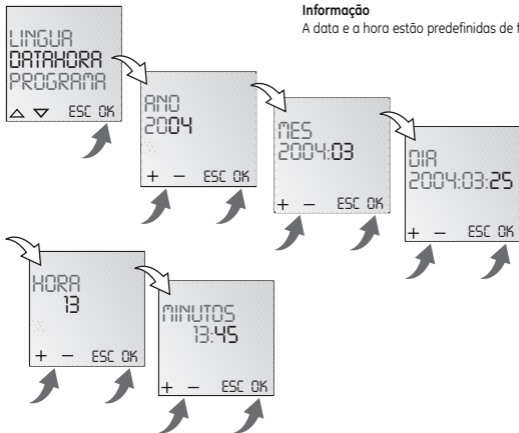 Informação
A data e a hora estão predefinidas de f
LINGUA
DATAHORA
PROGRAMA
△ ▽ ESC OK
ANO
2004
+ − ESC OK
MES
2004:03
+ − ESC OK
DIA
2004:03:25
+ − ESC OK
HORA
13
+ − ESC OK
MINUTOS
13:45
+ − ESC OK